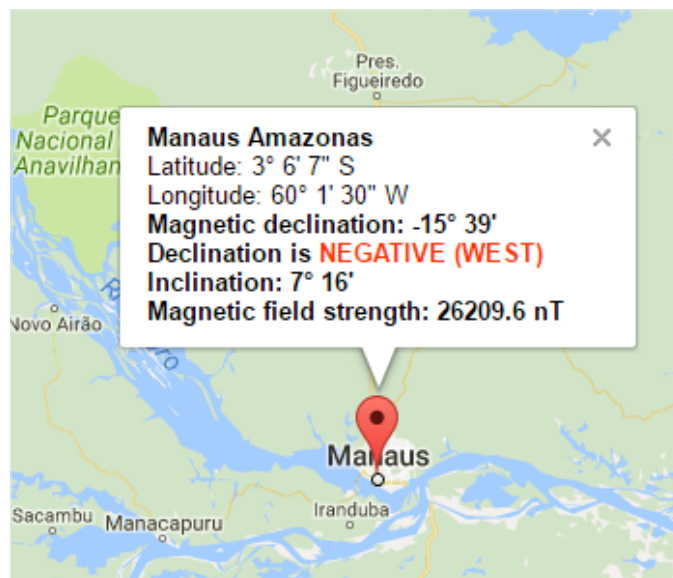 Pres.
Figueiredo
Parque
Nacional
Anavilhan
Manaus Amazonas
Latitude: 3° 6' 7" S
Longitude: 60° 1' 30" W
Magnetic declination: -15° 39'
Declination is NEGATIVE (WEST)
Inclination: 7° 16'
Magnetic field strength: 26209.6 nT
Novo Airão
Manaus
Iranduba
Sacambu
Manacapuru